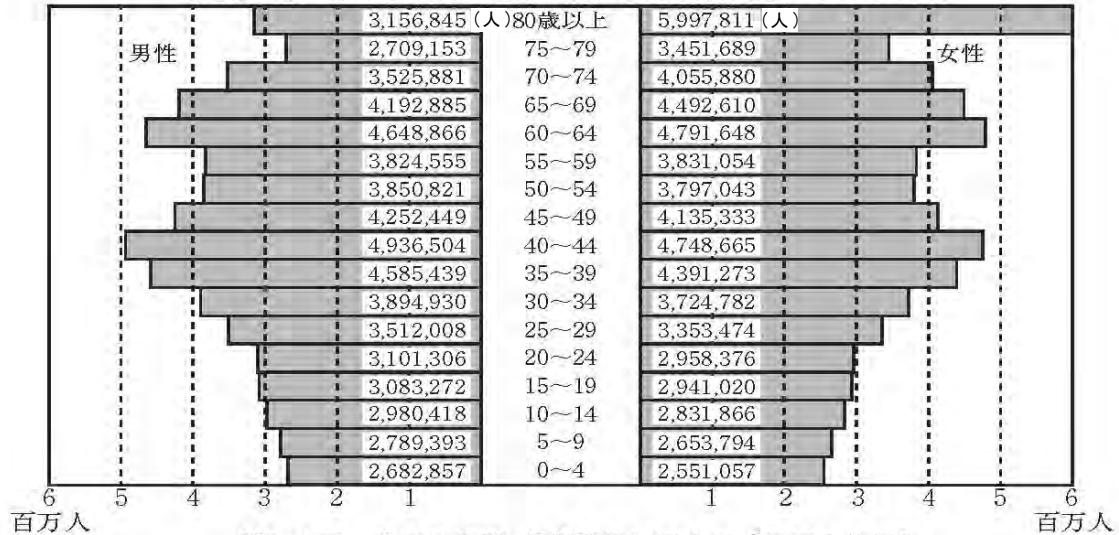 3,156,845 (人) 80歳以上 5,997,811 (人)
男性 2,709,153 75～79 3,451,689 女性
3,525,881 70～74 4,055,880
4,192,885 65～69 4,492,610
4,648,866 60～64 4,791,648
3,824,555 55～59 3,831,054
3,850,821 50～54 3,797,043
4,252,449 45～49 4,135,333
4,936,504 40～44 4,748,665
4,585,439 35～39 4,391,273
3,894,930 30～34 3,724,782
3,512,008 25～29 3,353,474
3,101,306 20～24 2,958,376
3,083,272 15～19 2,941,020
2,980,418 10～14 2,831,866
2,789,393 5～9 2,653,794
2,682,857 0～4 2,551,057
6 5 4 3 2 1 1 2 3 4 5 6
百万人 百万人